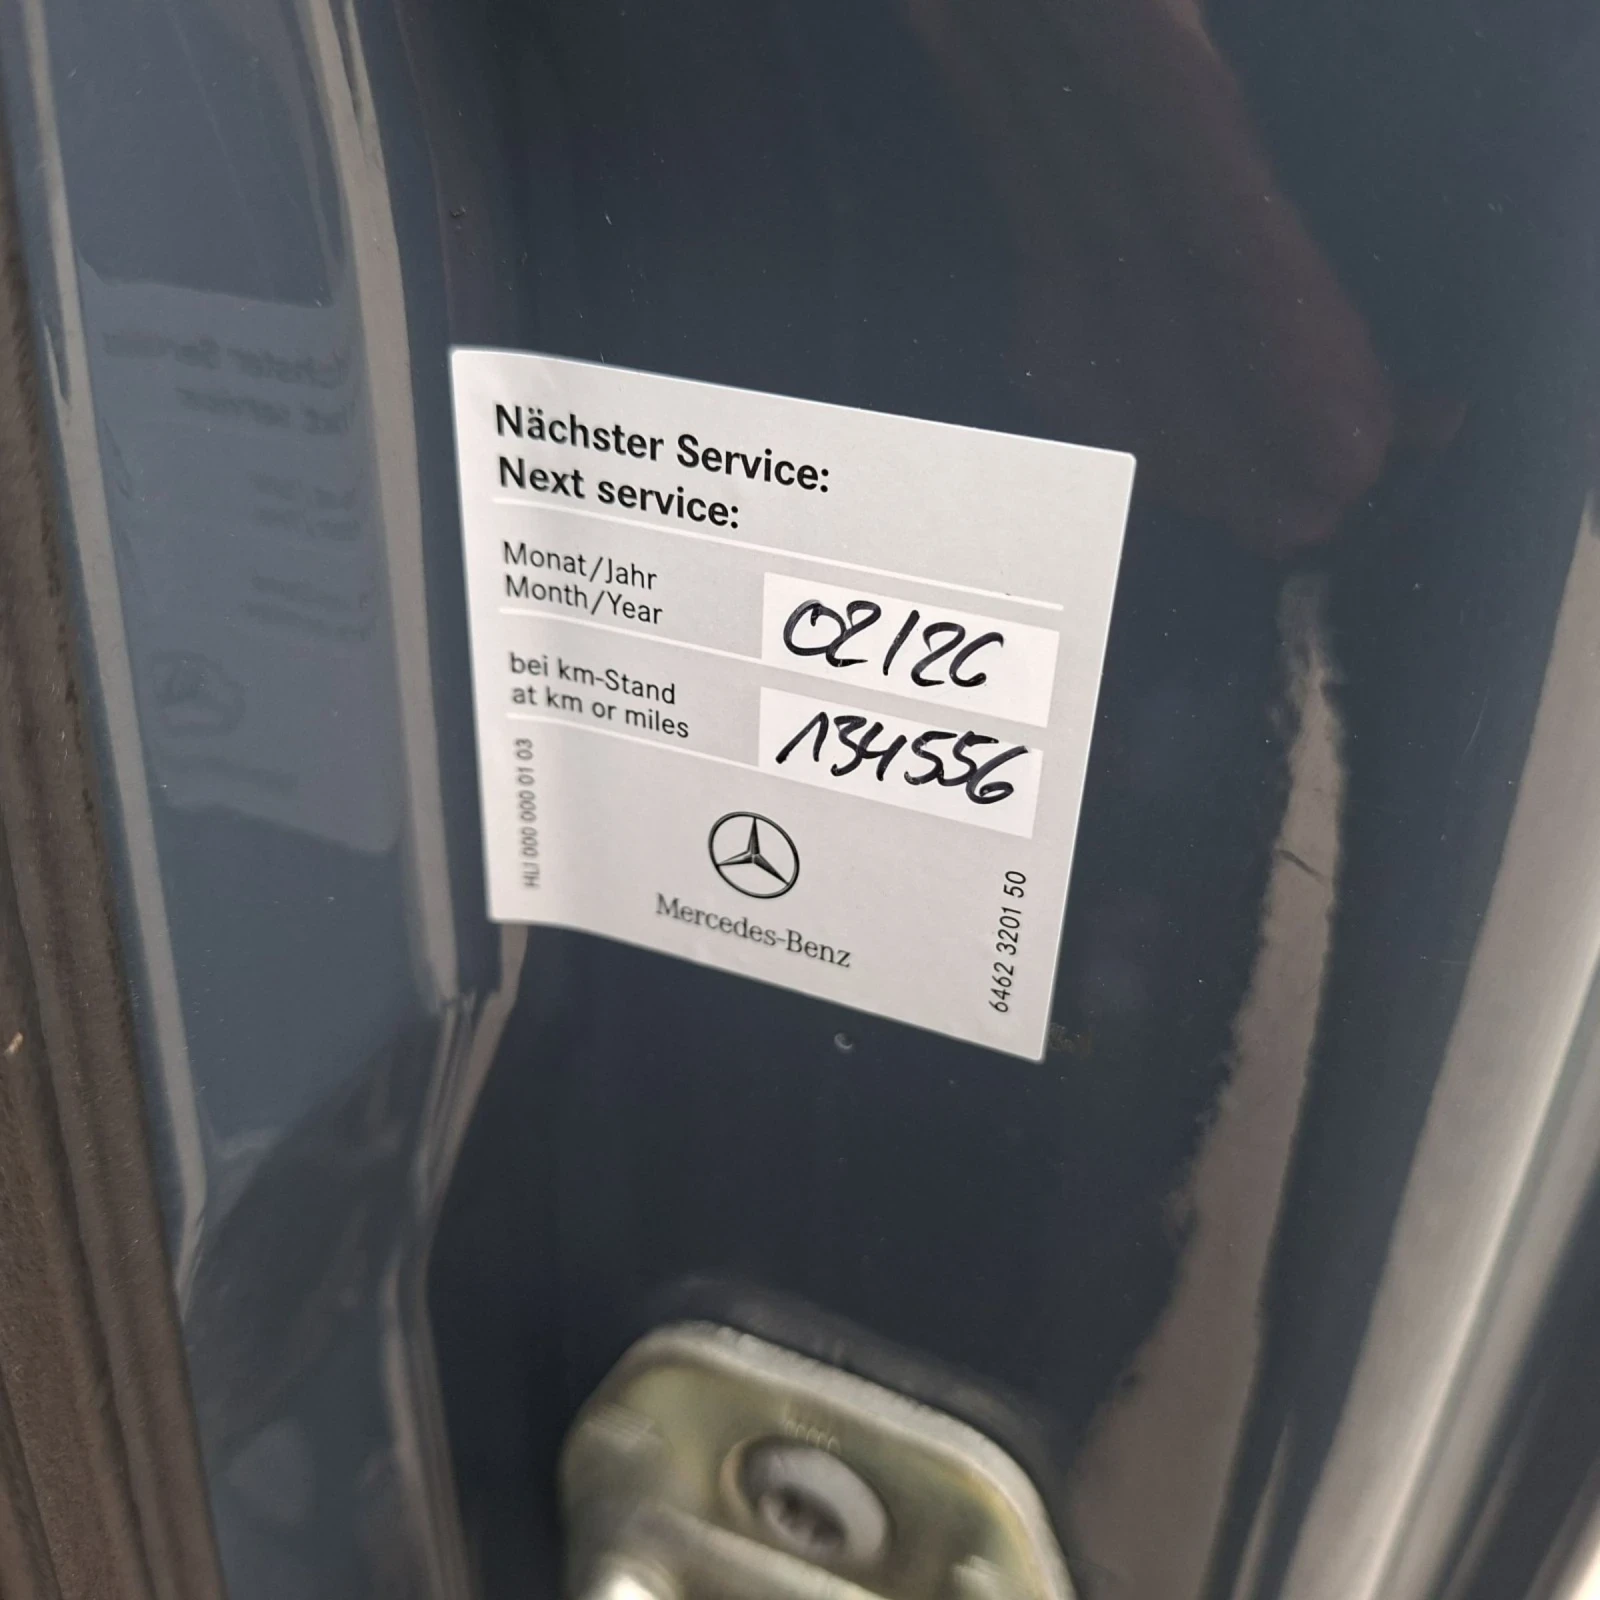 Nächster Service:
Next service:
Monat/Jahr
Month/Year
02/26
bei km-Stand
at km or miles
134556
HLI 000 000 01 03
Mercedes-Benz
6462 3201 50